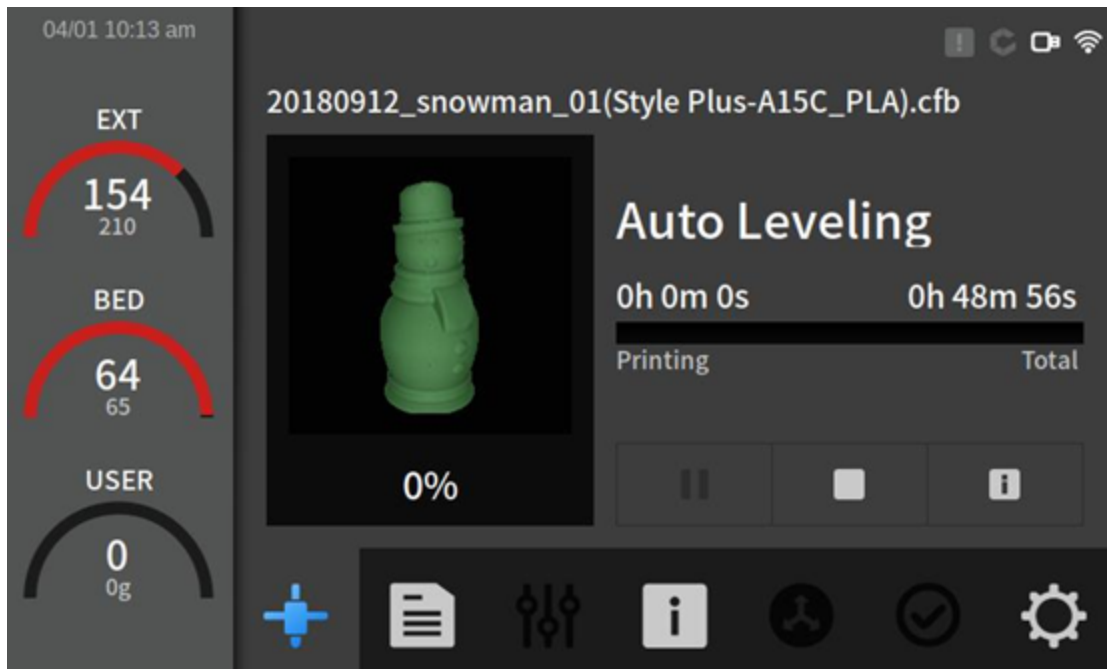 04/01 10:13 am
EXT
154
210
BED
64
65
USER
0
0g
20180912_snowman_01(Style Plus-A15C_PLA).cfb
0%
Auto Leveling
0h 0m 0s 0h 48m 56s
Printing Total